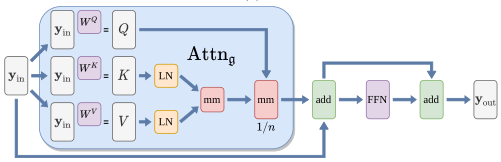 y_in W^Q = Q
Attn_g
y_in y_in W^K = K LN mm mm add FFN add y_out
1/n
y_in W^V = V LN